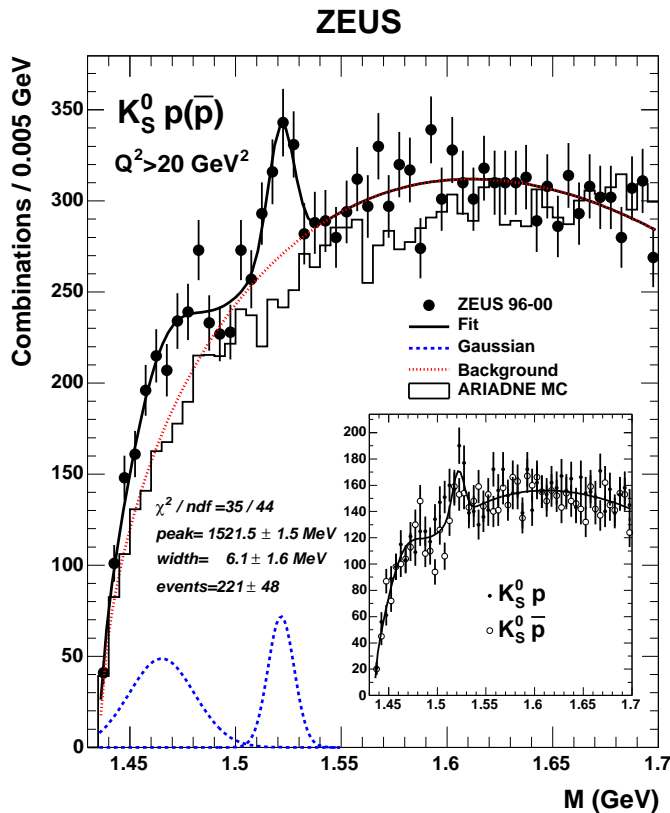 ZEUS
Combinations / 0.005 GeV
350
300
250
200
150
100
50
0
K⁰_S p(p̄)
Q²>20 GeV²
ZEUS 96-00
Fit
Gaussian
Background
ARIADNE MC
χ² / ndf =35 / 44
peak= 1521.5 ± 1.5 MeV
width= 6.1 ± 1.6 MeV
events=221 ± 48
200
180
160
140
120
100
80
60
40
20
0
K⁰_S p
K⁰_S p̄
1.45 1.5 1.55 1.6 1.65 1.7
1.45 1.5 1.55 1.6 1.65 1.7
M (GeV)